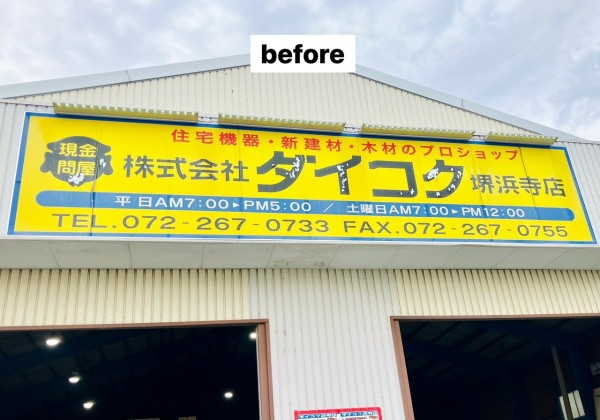 before
住宅機器・新建材・木材のプロショップ
現金問屋
株式会社 ダイコク 堺浜寺店
平日AM7:00▶PM5:00 / 土曜日AM7:00▶PM12:00
TEL.072-267-0733 FAX.072-267-0755